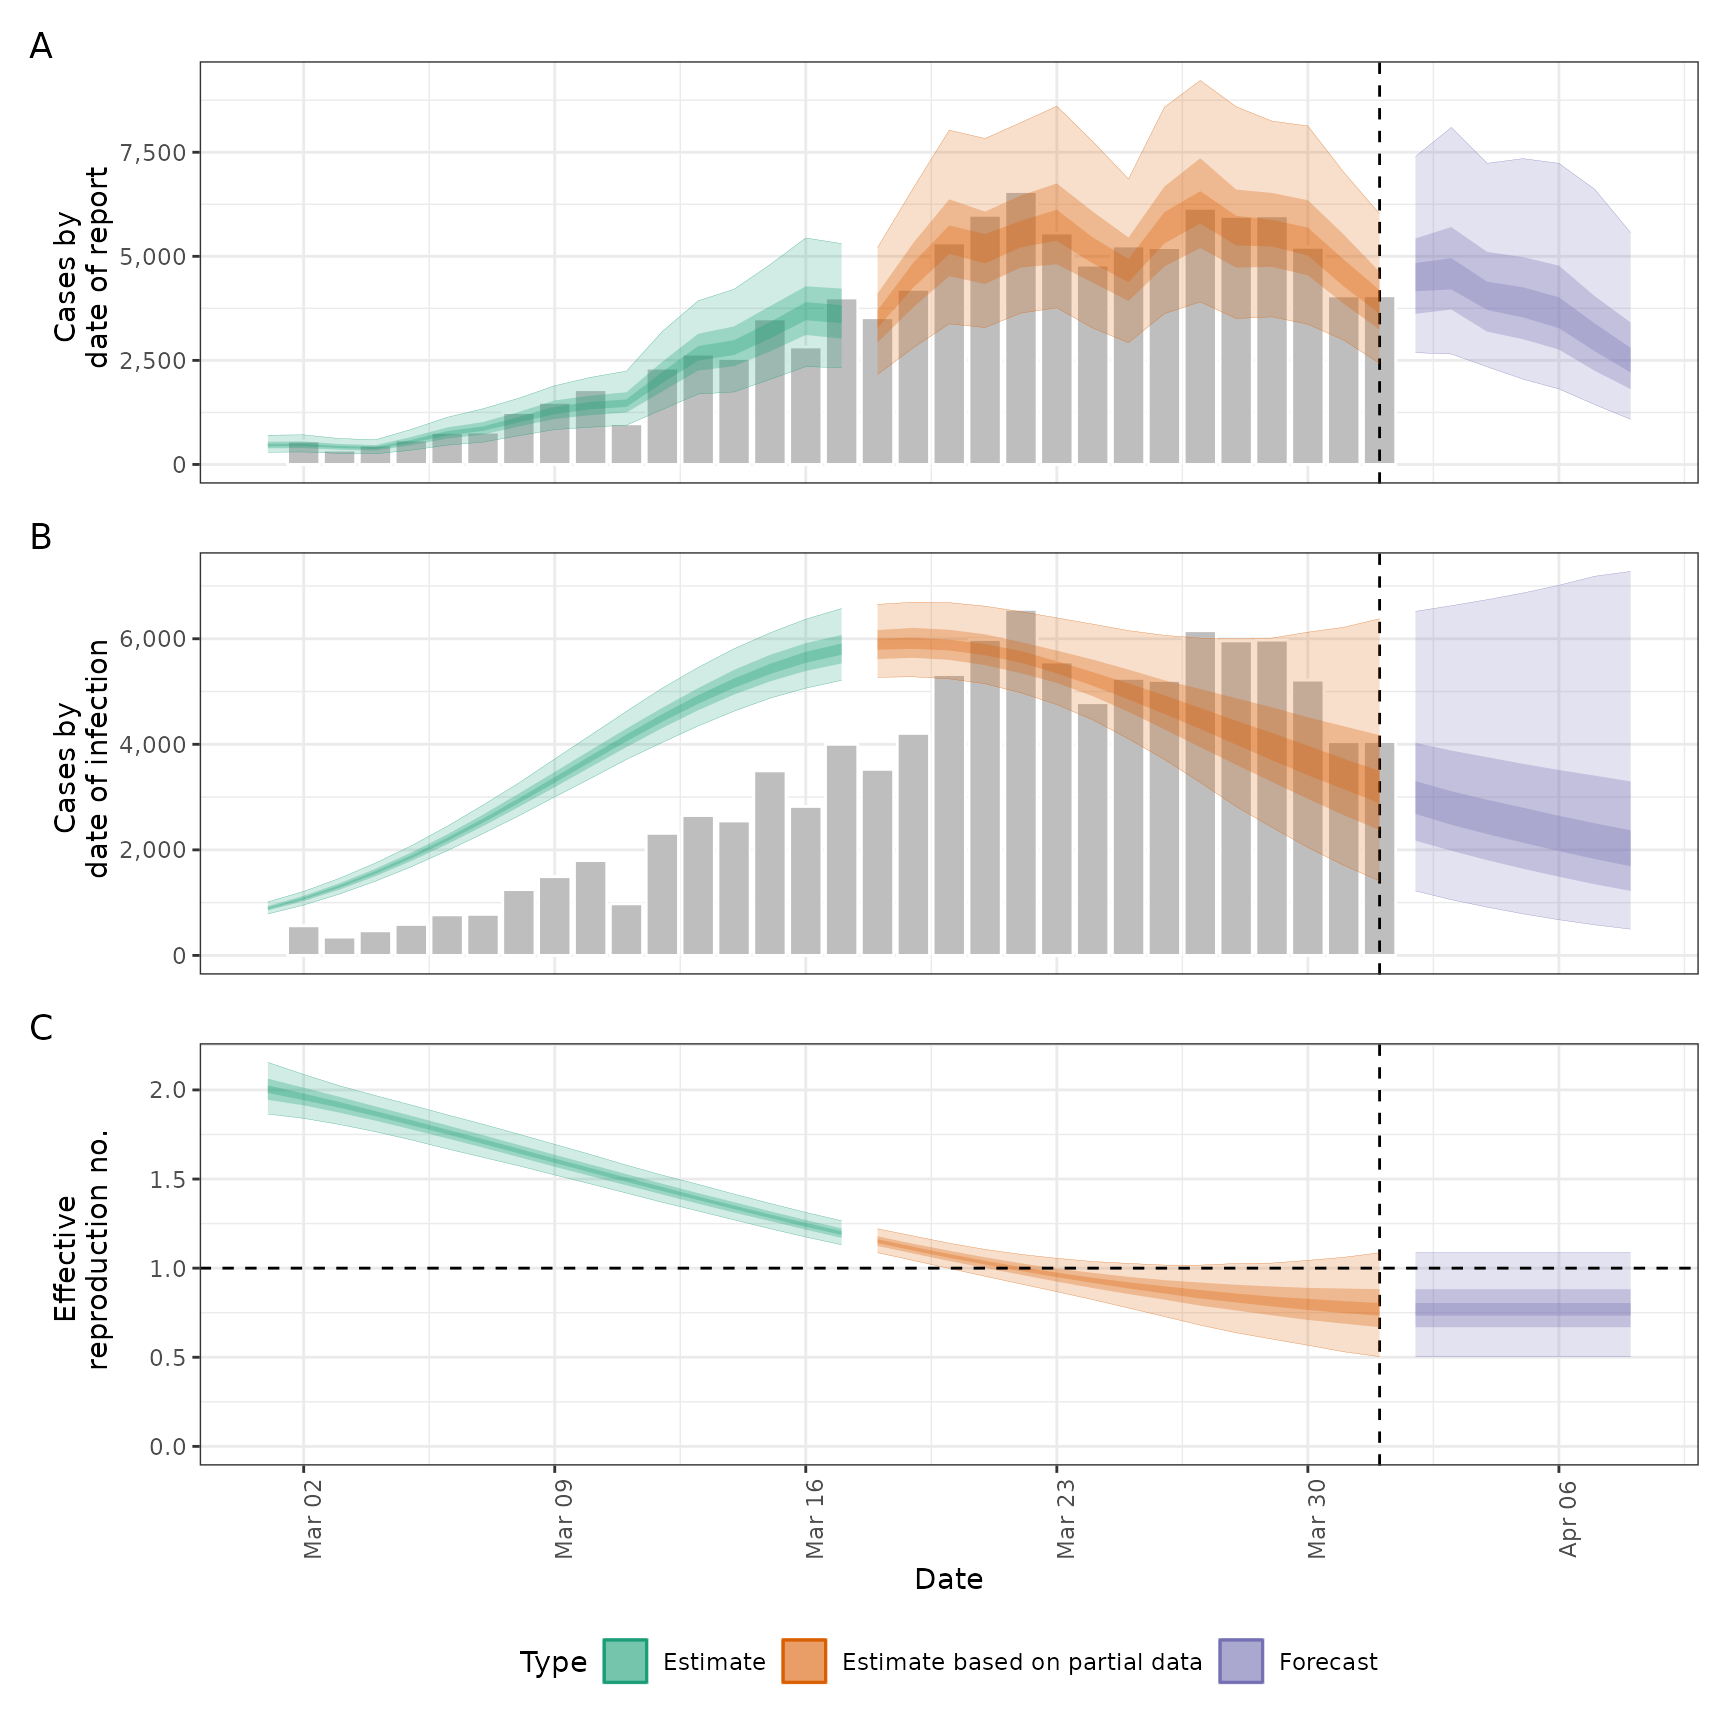 A
Cases by
date of report
7,500
5,000
2,500
0
B
Cases by
date of infection
6,000
4,000
2,000
0
C
Effective
reproduction no.
2.0
1.5
1.0
0.5
0.0
Mar 02
Mar 09
Mar 16
Mar 23
Mar 30
Apr 06
Date
Type Estimate Estimate based on partial data Forecast